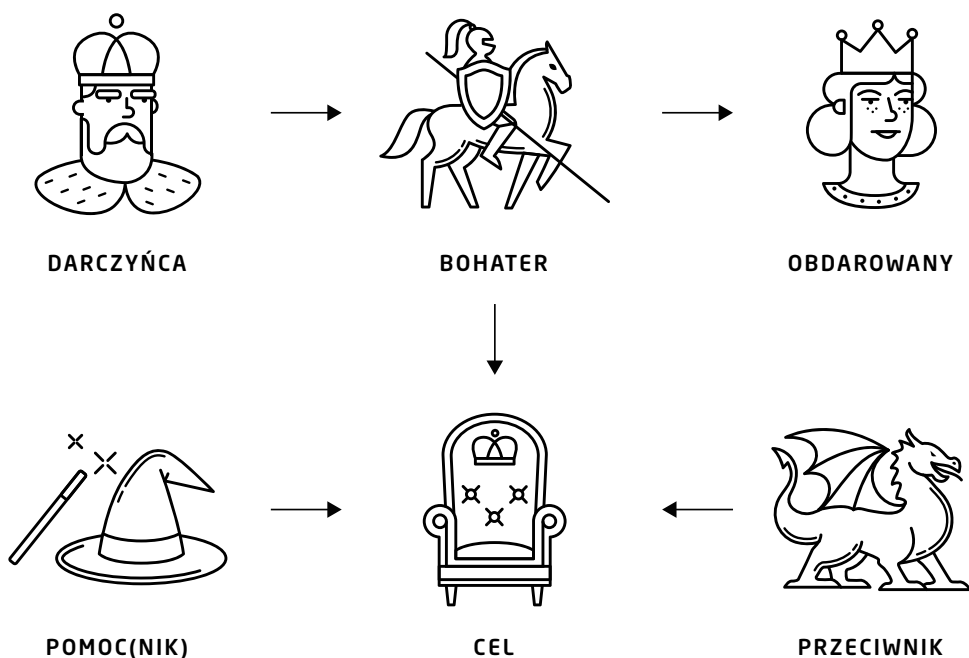 DARCZYŃCA
BOHATER
OBDAROWANY
POMOC(NIK)
CEL
PRZECIWNIK